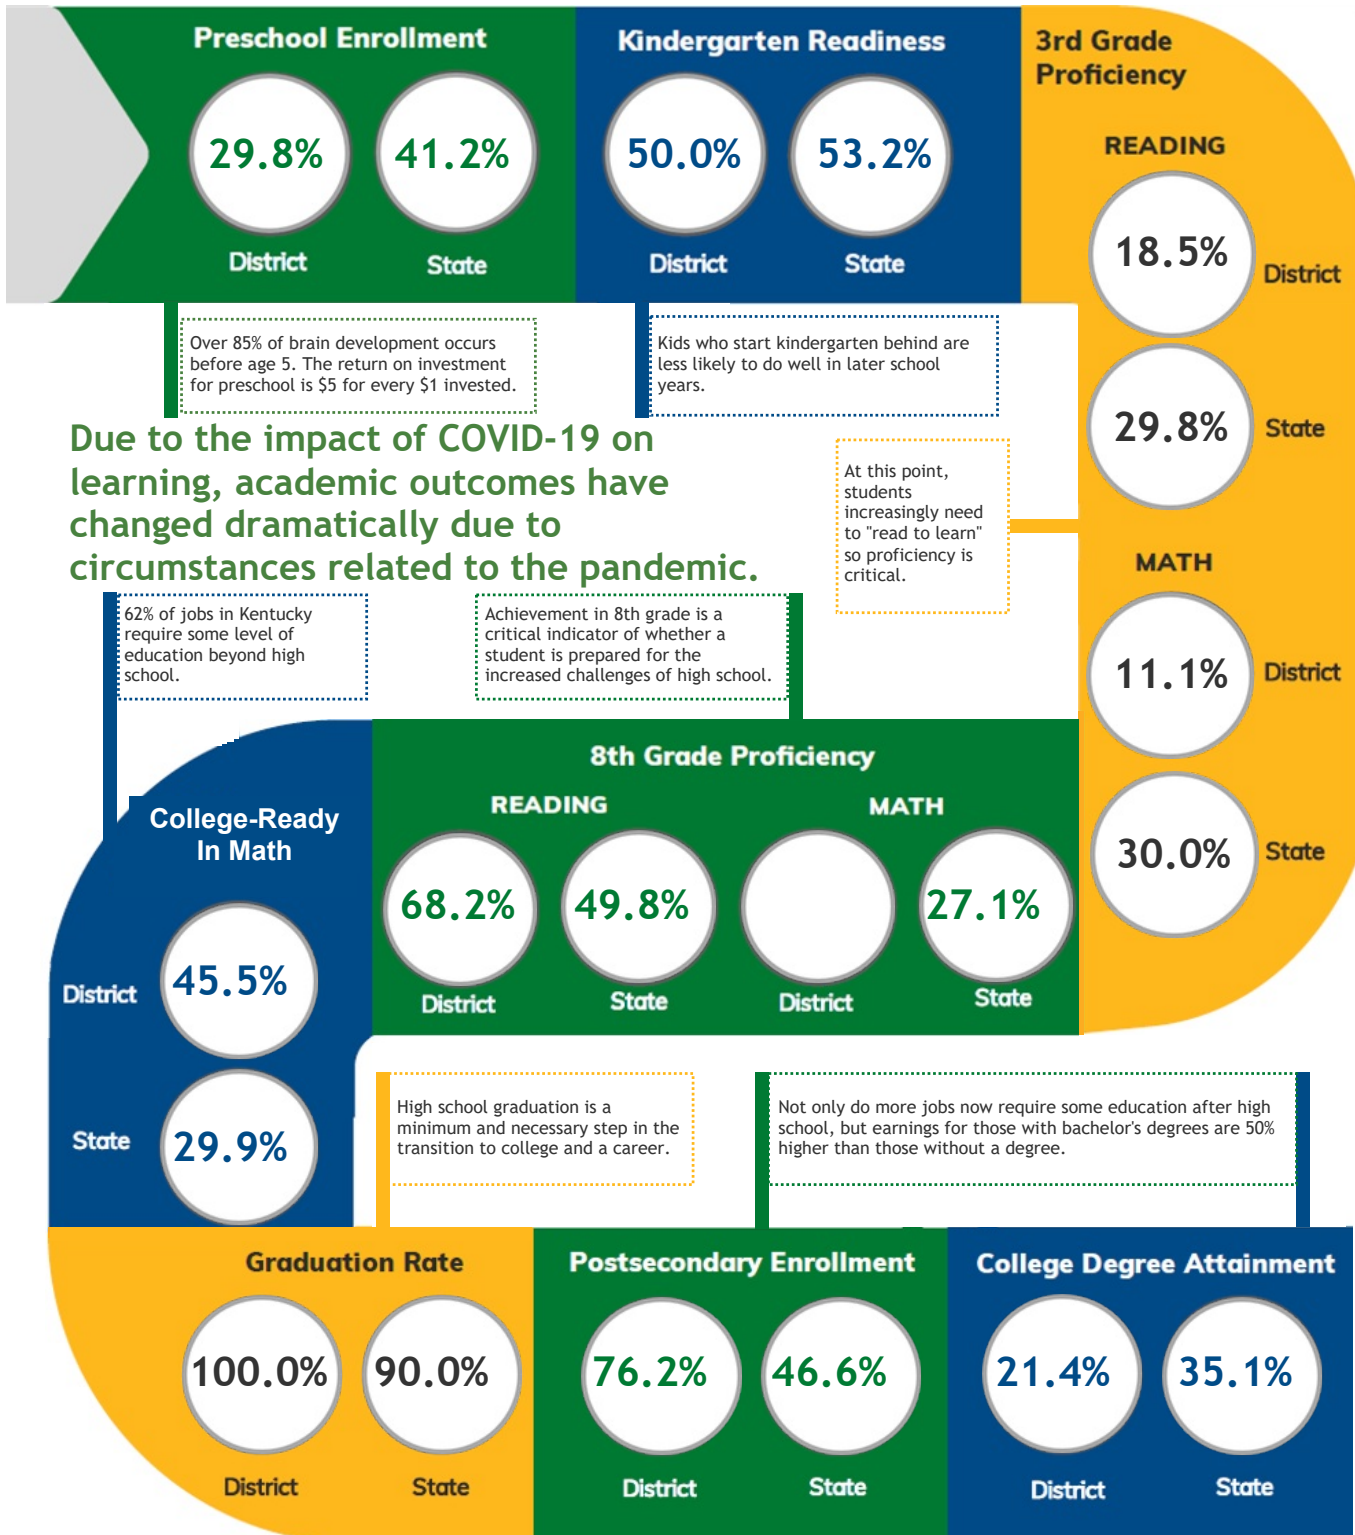 Preschool Enrollment
29.8%
41.2%
District
State
Kindergarten Readiness
50.0%
53.2%
District
State
3rd Grade
Proficiency
READING
18.5%
District
29.8%
State
MATH
11.1%
District
30.0%
State
Over 85% of brain development occurs
before age 5. The return on investment
for preschool is $5 for every $1 invested.
Kids who start kindergarten behind are
less likely to do well in later school
years.
At this point,
students
increasingly need
to "read to learn"
so proficiency is
critical.
Due to the impact of COVID-19 on
learning, academic outcomes have
changed dramatically due to
circumstances related to the pandemic.
62% of jobs in Kentucky
require some level of
education beyond high
school.
Achievement in 8th grade is a
critical indicator of whether a
student is prepared for the
increased challenges of high school.
8th Grade Proficiency
READING
68.2%
49.8%
District
State
MATH
27.1%
District
State
College-Ready
In Math
District
45.5%
State
29.9%
High school graduation is a
minimum and necessary step in the
transition to college and a career.
Not only do more jobs now require some education after high
school, but earnings for those with bachelor's degrees are 50%
higher than those without a degree.
Graduation Rate
100.0%
90.0%
District
State
Postsecondary Enrollment
76.2%
46.6%
District
State
College Degree Attainment
21.4%
35.1%
District
State